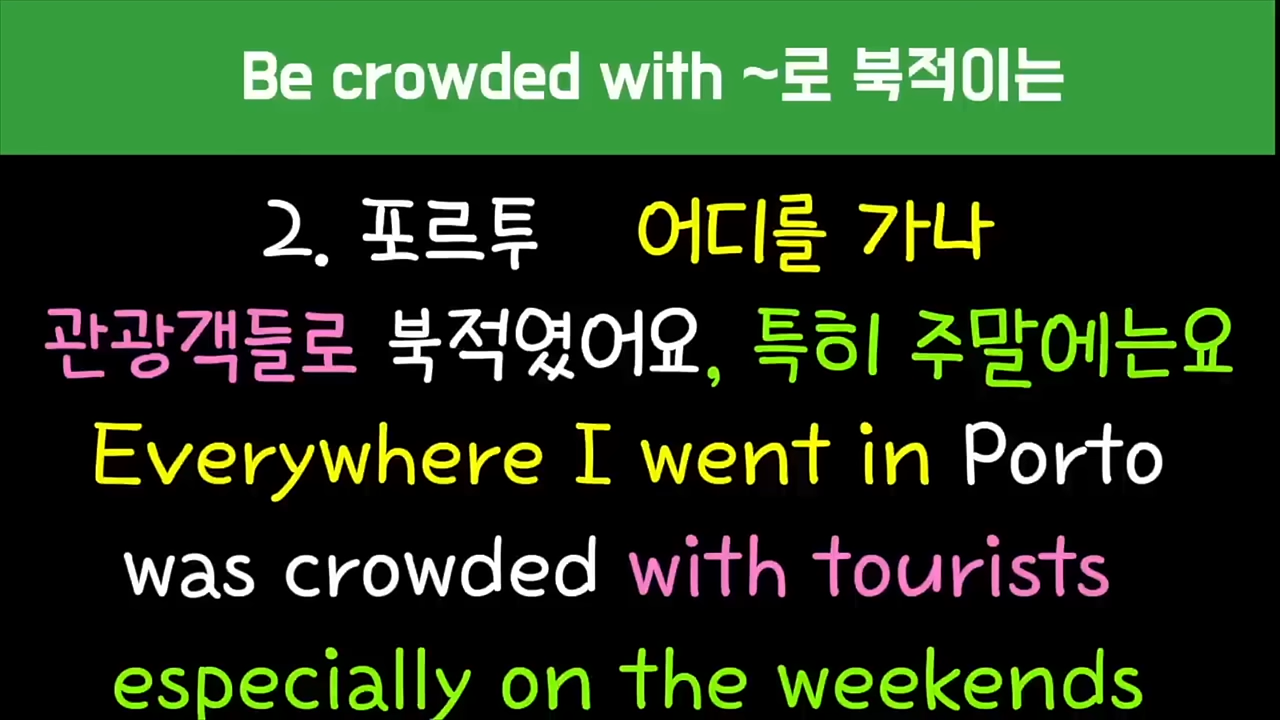 Be crowded with ~로 북적이는
2. 포르투 어디를 가나
관광객들로 북적였어요, 특히 주말에는요
Everywhere I went in Porto
was crowded with tourists
especially on the weekends